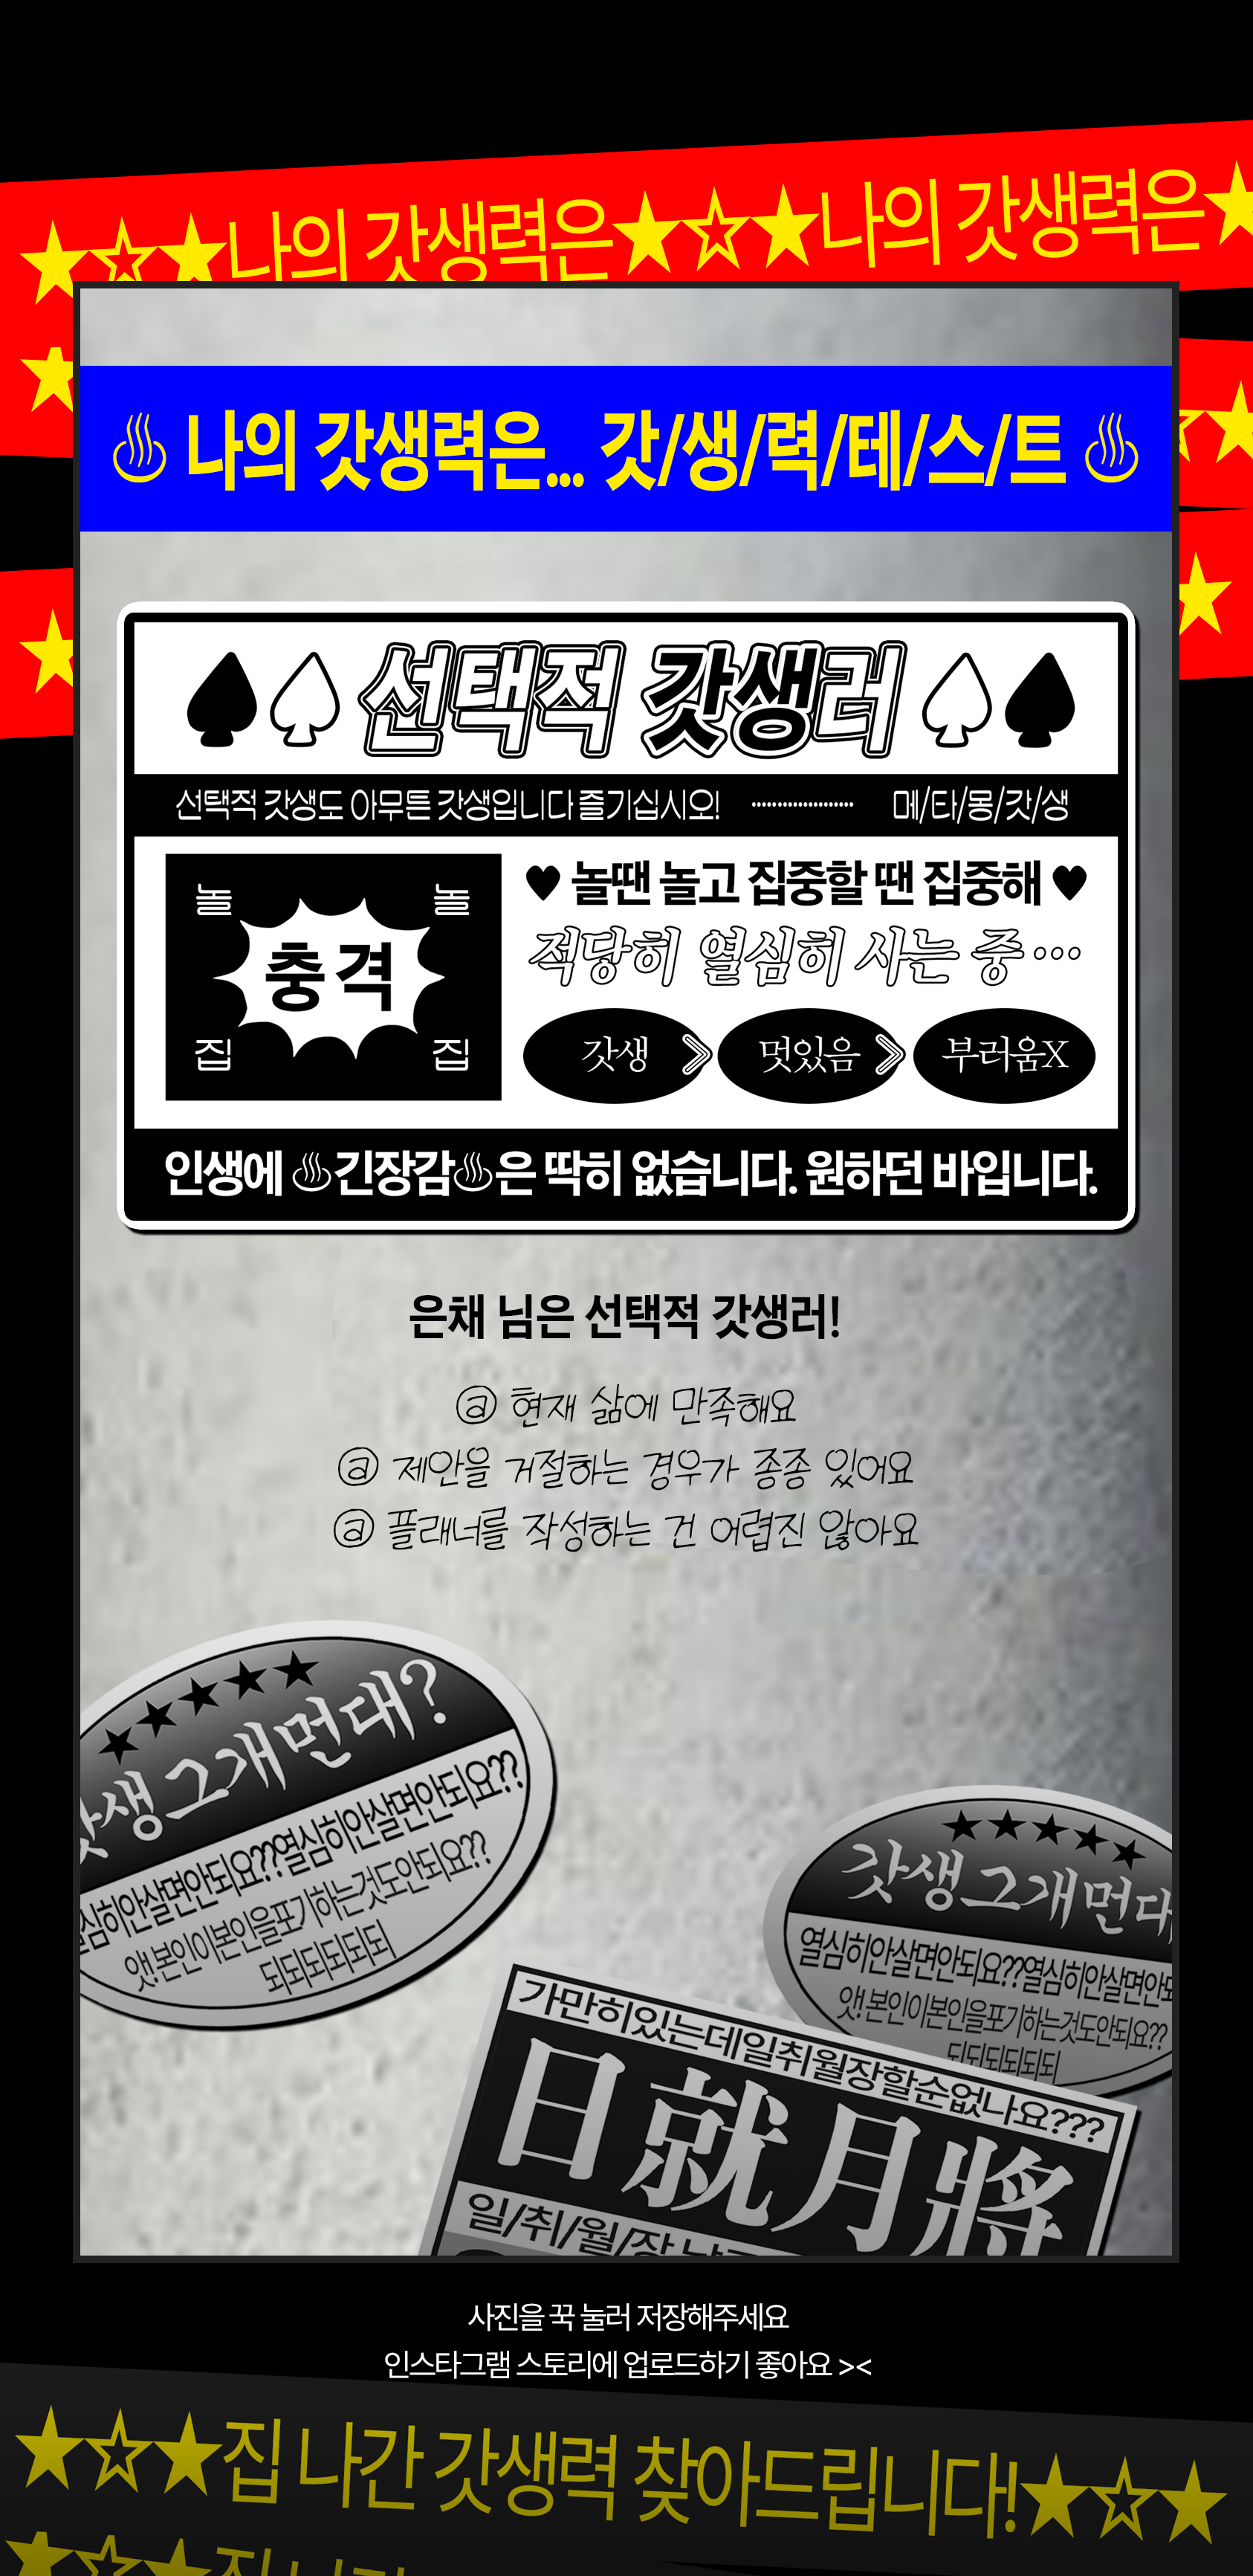 ★☆★나의 갓생력은★☆★나의 갓생력은★
♨ 나의 갓생력은... 갓/생/력/테/스/트 ♨
♠♤ 선택적 갓생러 ♤♠
선택적 갓생도 아무튼 갓생입니다 즐기십시오! ···················· 메/타/몽/갓/생
놀 놀
충격
집 집
♥ 놀땐 놀고 집중할 땐 집중해 ♥
적당히 열심히 사는 중…
갓생 » 멋있음 » 부러움X
인생에 ♨긴장감♨은 딱히 없습니다. 원하던 바입니다.
은채 님은 선택적 갓생러!
@ 현재 삶에 만족해요
@ 제안을 거절하는 경우가 종종 있어요
@ 플래너를 작성하는 건 어렵진 않아요
★★★★★
갓생 그개 먼대?
열심히안살면안되요??열심히안살면안되요??
앗!본인이본인을포기하는것도안되요??
되되되되되되
★★★★★
갓생 그개 먼대
열심히안살면안되요??열심히안살면안되
앗!본인이본인을포기하는것도안되요??
되되되되되되
가만히있는데일취월장할순없나요???
日就月將
일/취/월/장
사진을 꾹 눌러 저장해주세요
인스타그램 스토리에 업로드하기 좋아요 ><
★☆★집 나간 갓생력 찾아드립니다!★☆★
★☆★집 나간